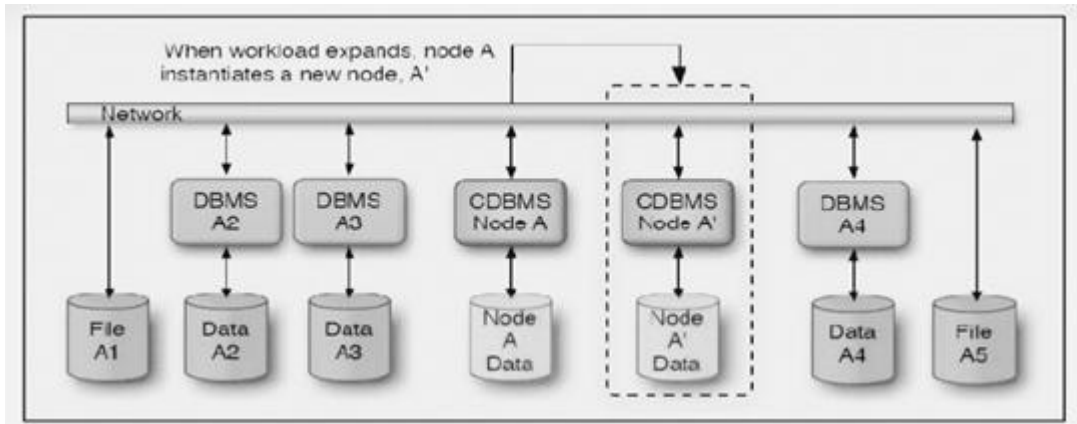 When workload expands, node A
instantiates a new node, A'
Network
DBMS
A2
DBMS
A3
CDBMS
Node A
CDBMS
Node A'
DBMS
A4
File
A1
Data
A2
Data
A3
Node
A
Data
Node
A'
Data
Data
A4
File
A5